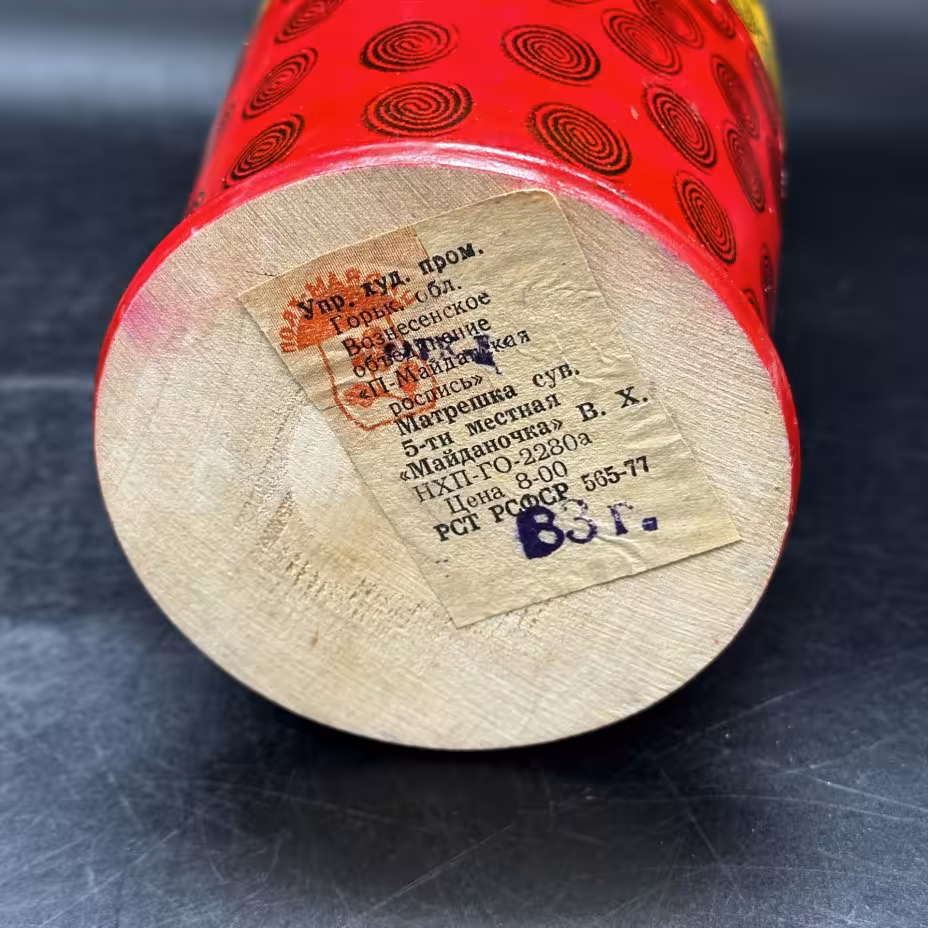 Упр. худ. пром.
Горьк. обл.
Вознесенское
объединение
«П-Майданская
роспись»
Матрешка сув.
5-ти местная
«Майданочка» В. Х.
НХП-ГО-2280а
Цена 8-00
РСТ РСФСР 565-77
83 г.